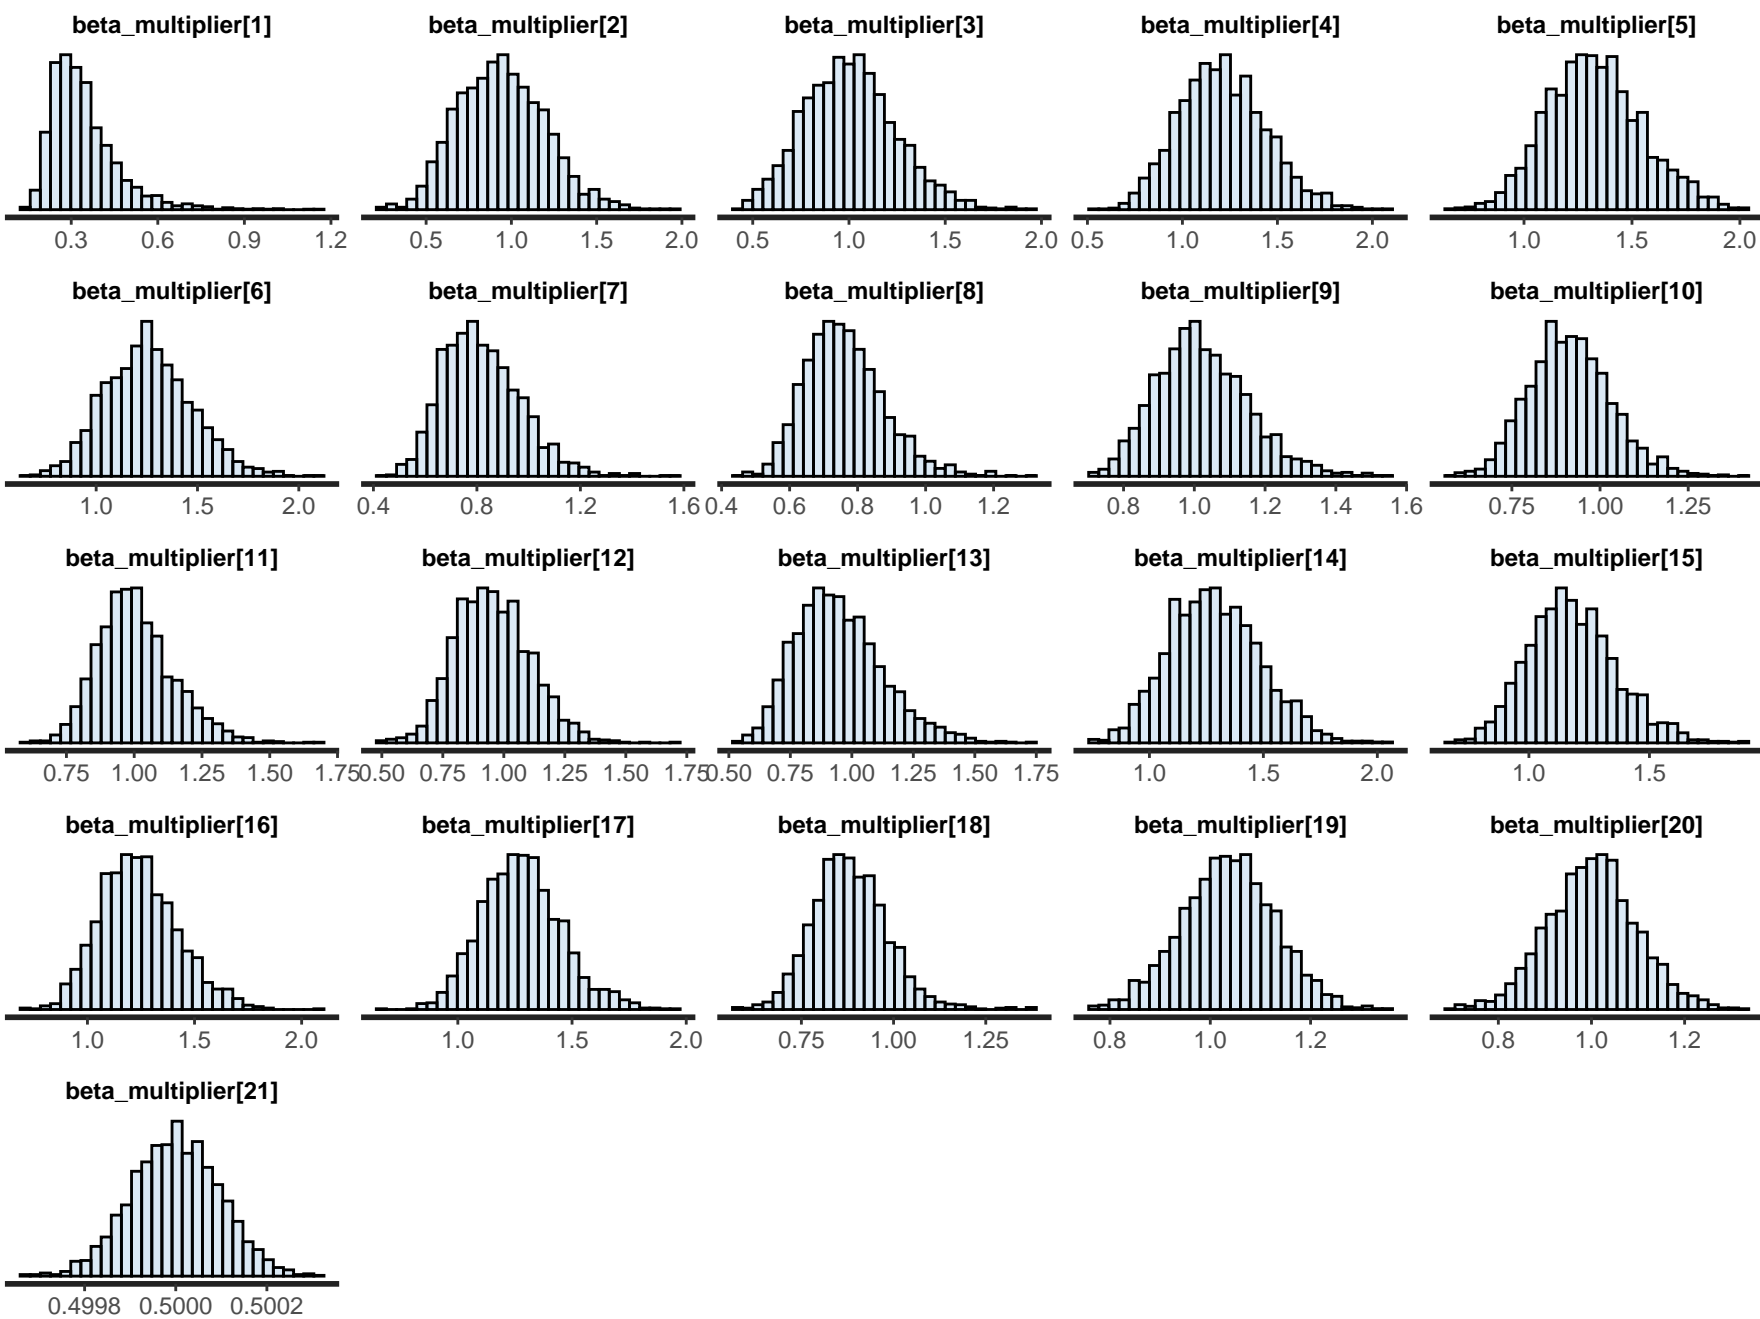 beta_multiplier[1] beta_multiplier[2] beta_multiplier[3] beta_multiplier[4] beta_multiplier[5]
0.3 0.6 0.9 1.2 0.5 1.0 1.5 2.0 0.5 1.0 1.5 2.0 0.5 1.0 1.5 2.0 1.0 1.5 2.0
beta_multiplier[6] beta_multiplier[7] beta_multiplier[8] beta_multiplier[9] beta_multiplier[10]
1.0 1.5 2.0 0.4 0.8 1.2 1.6 0.4 0.6 0.8 1.0 1.2 0.8 1.0 1.2 1.4 1.6 0.75 1.00 1.25
beta_multiplier[11] beta_multiplier[12] beta_multiplier[13] beta_multiplier[14] beta_multiplier[15]
0.75 1.00 1.25 1.50 1.75 0.50 0.75 1.00 1.25 1.50 1.75 0.50 0.75 1.00 1.25 1.50 1.75 1.0 1.5 2.0 1.0 1.5
beta_multiplier[16] beta_multiplier[17] beta_multiplier[18] beta_multiplier[19] beta_multiplier[20]
1.0 1.5 2.0 1.0 1.5 2.0 0.75 1.00 1.25 0.8 1.0 1.2 0.8 1.0 1.2
beta_multiplier[21]
0.4998 0.5000 0.5002